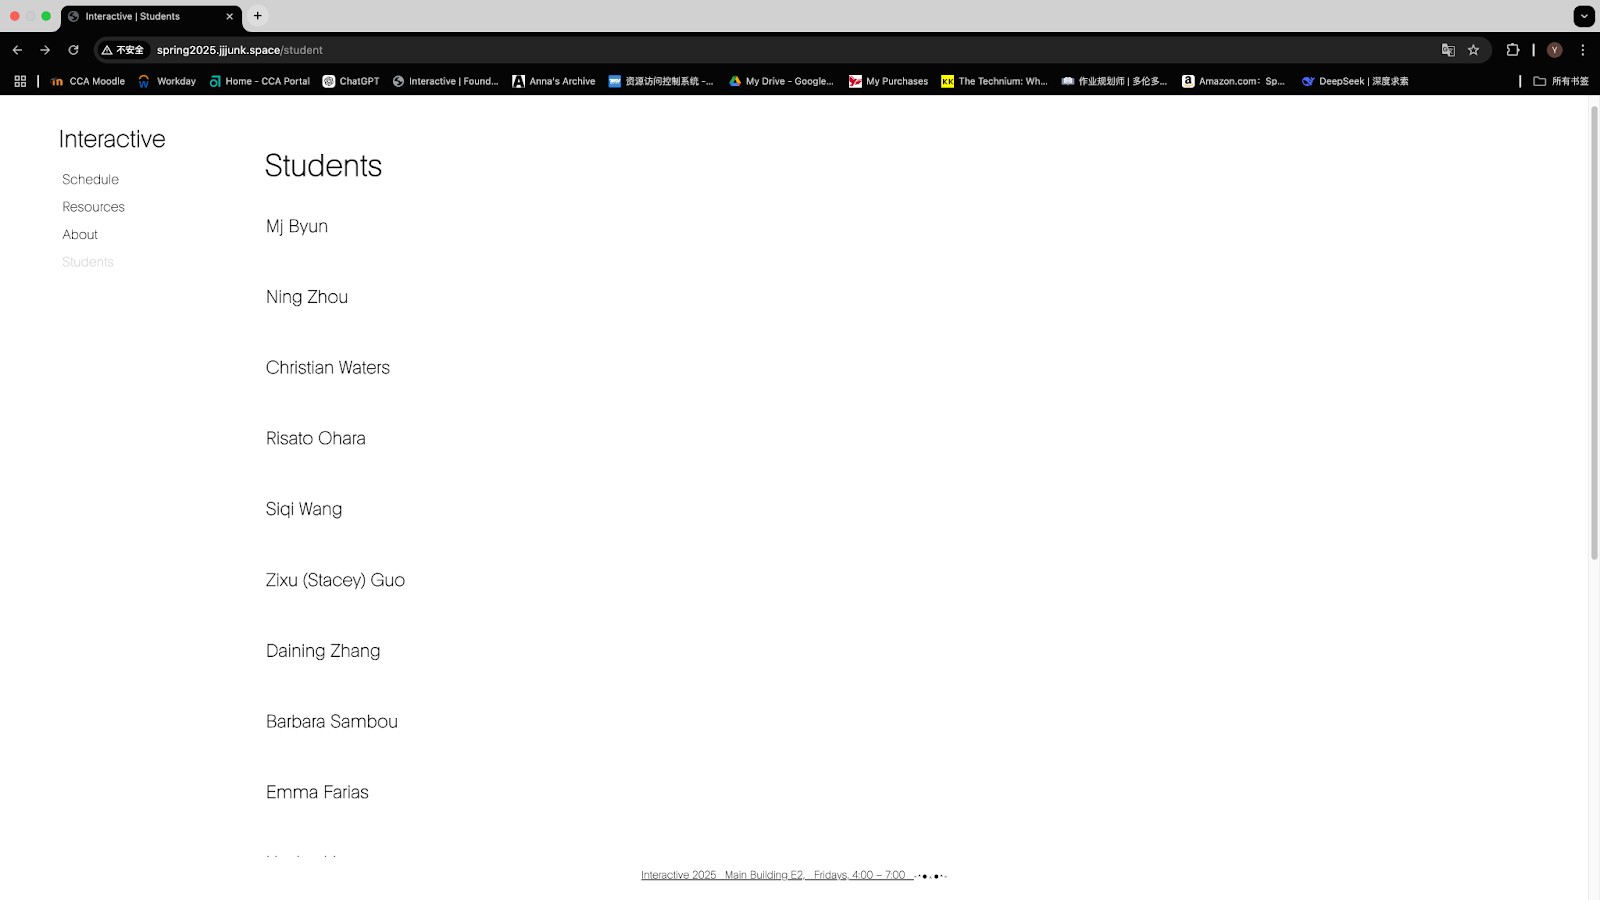 Interactive | Students
不安全
spring2025.jjjunk.space/student
Y
CCA Moodle
Workday
Home - CCA Portal
ChatGPT
Interactive | Found...
Anna's Archive
资源访问控制系统 -...
My Drive - Google...
My Purchases
KK
The Technium: Wh...
作业规划师 | 多伦多...
Amazon.com: Sp...
DeepSeek | 深度求索
所有书签
Interactive
Schedule
Resources
About
Students
Students
Mj Byun
Ning Zhou
Christian Waters
Risato Ohara
Siqi Wang
Zixu (Stacey) Guo
Daining Zhang
Barbara Sambou
Emma Farias
Interactive 2025 Main Building E2, Fridays, 4:00 – 7:00